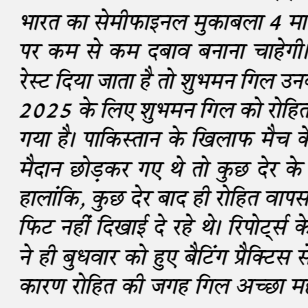 भारत का सेमीफाइनल मुकाबला 4 मा
पर कम से कम दबाव बनाना चाहेगी।
रेस्ट दिया जाता है तो शुभमन गिल उन
2025 के लिए शुभमन गिल को रोहित
गया है। पाकिस्तान के खिलाफ मैच के
मैदान छोड़कर गए थे तो कुछ देर के
हालांकि, कुछ देर बाद ही रोहित वापस
फिट नहीं दिखाई दे रहे थे। रिपोर्ट्स के
ने ही बुधवार को हुए बैटिंग प्रैक्टिस से
कारण रोहित की जगह गिल अच्छा म